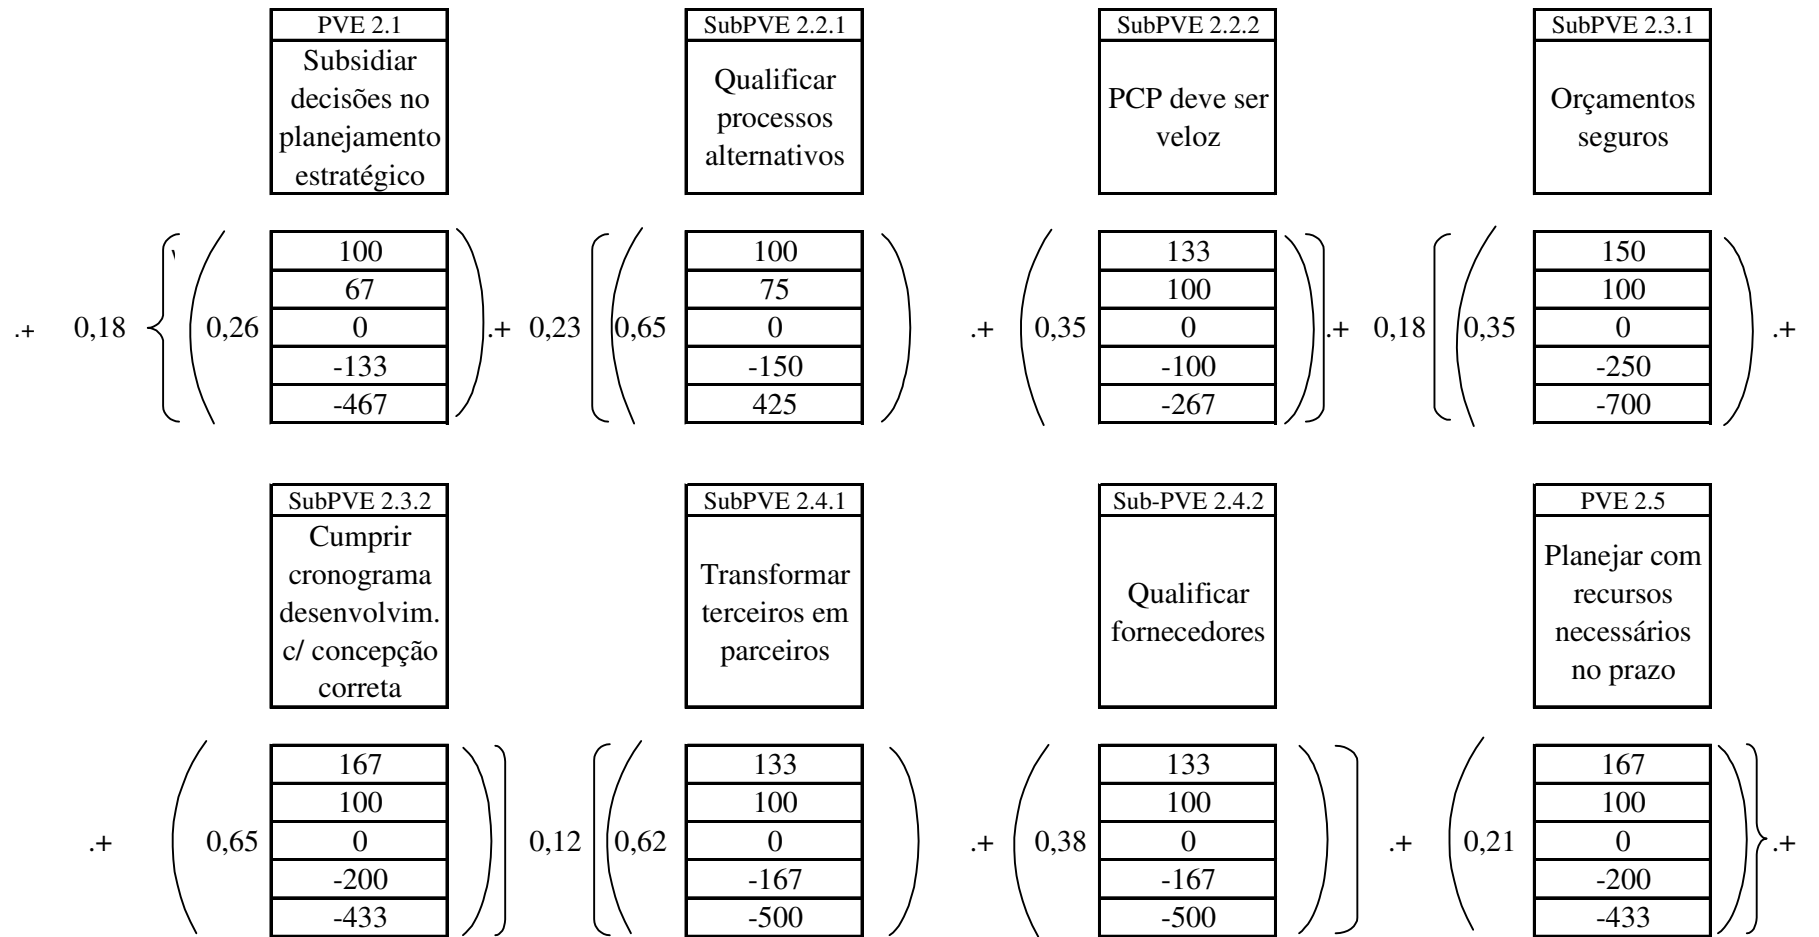 PVE 2.1
Subsidiar
decisões no
planejamento
estratégico
SubPVE 2.2.1
Qualificar
processos
alternativos
SubPVE 2.2.2
PCP deve ser
veloz
SubPVE 2.3.1
Orçamentos
seguros
.+ 0,18 0,26
100
67
0
-133
-467
.+ 0,23 0,65
100
75
0
-150
425
.+ 0,35
133
100
0
-100
-267
.+ 0,18 0,35
150
100
0
-250
-700
.+
SubPVE 2.3.2
Cumprir
cronograma
desenvolvim.
c/ concepção
correta
SubPVE 2.4.1
Transformar
terceiros em
parceiros
Sub-PVE 2.4.2
Qualificar
fornecedores
PVE 2.5
Planejar com
recursos
necessários
no prazo
.+ 0,65
167
100
0
-200
-433
0,12 0,62
133
100
0
-167
-500
.+ 0,38
133
100
0
-167
-500
.+ 0,21
167
100
0
-200
-433
.+